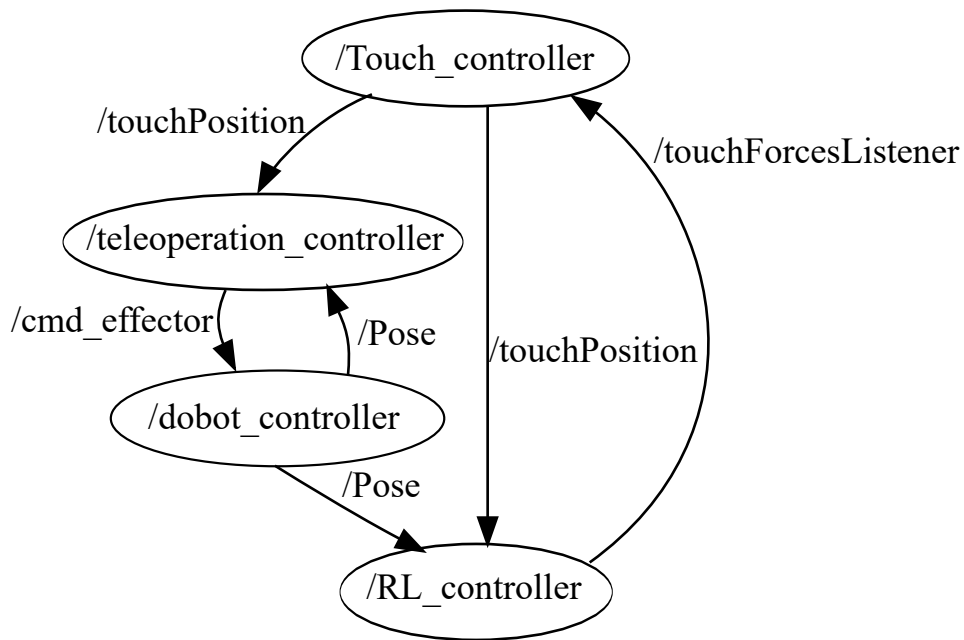 /Touch_controller
/touchPosition
/touchForcesListener
/teleoperation_controller
/cmd_effector
/Pose
/touchPosition
/dobot_controller
/Pose
/RL_controller